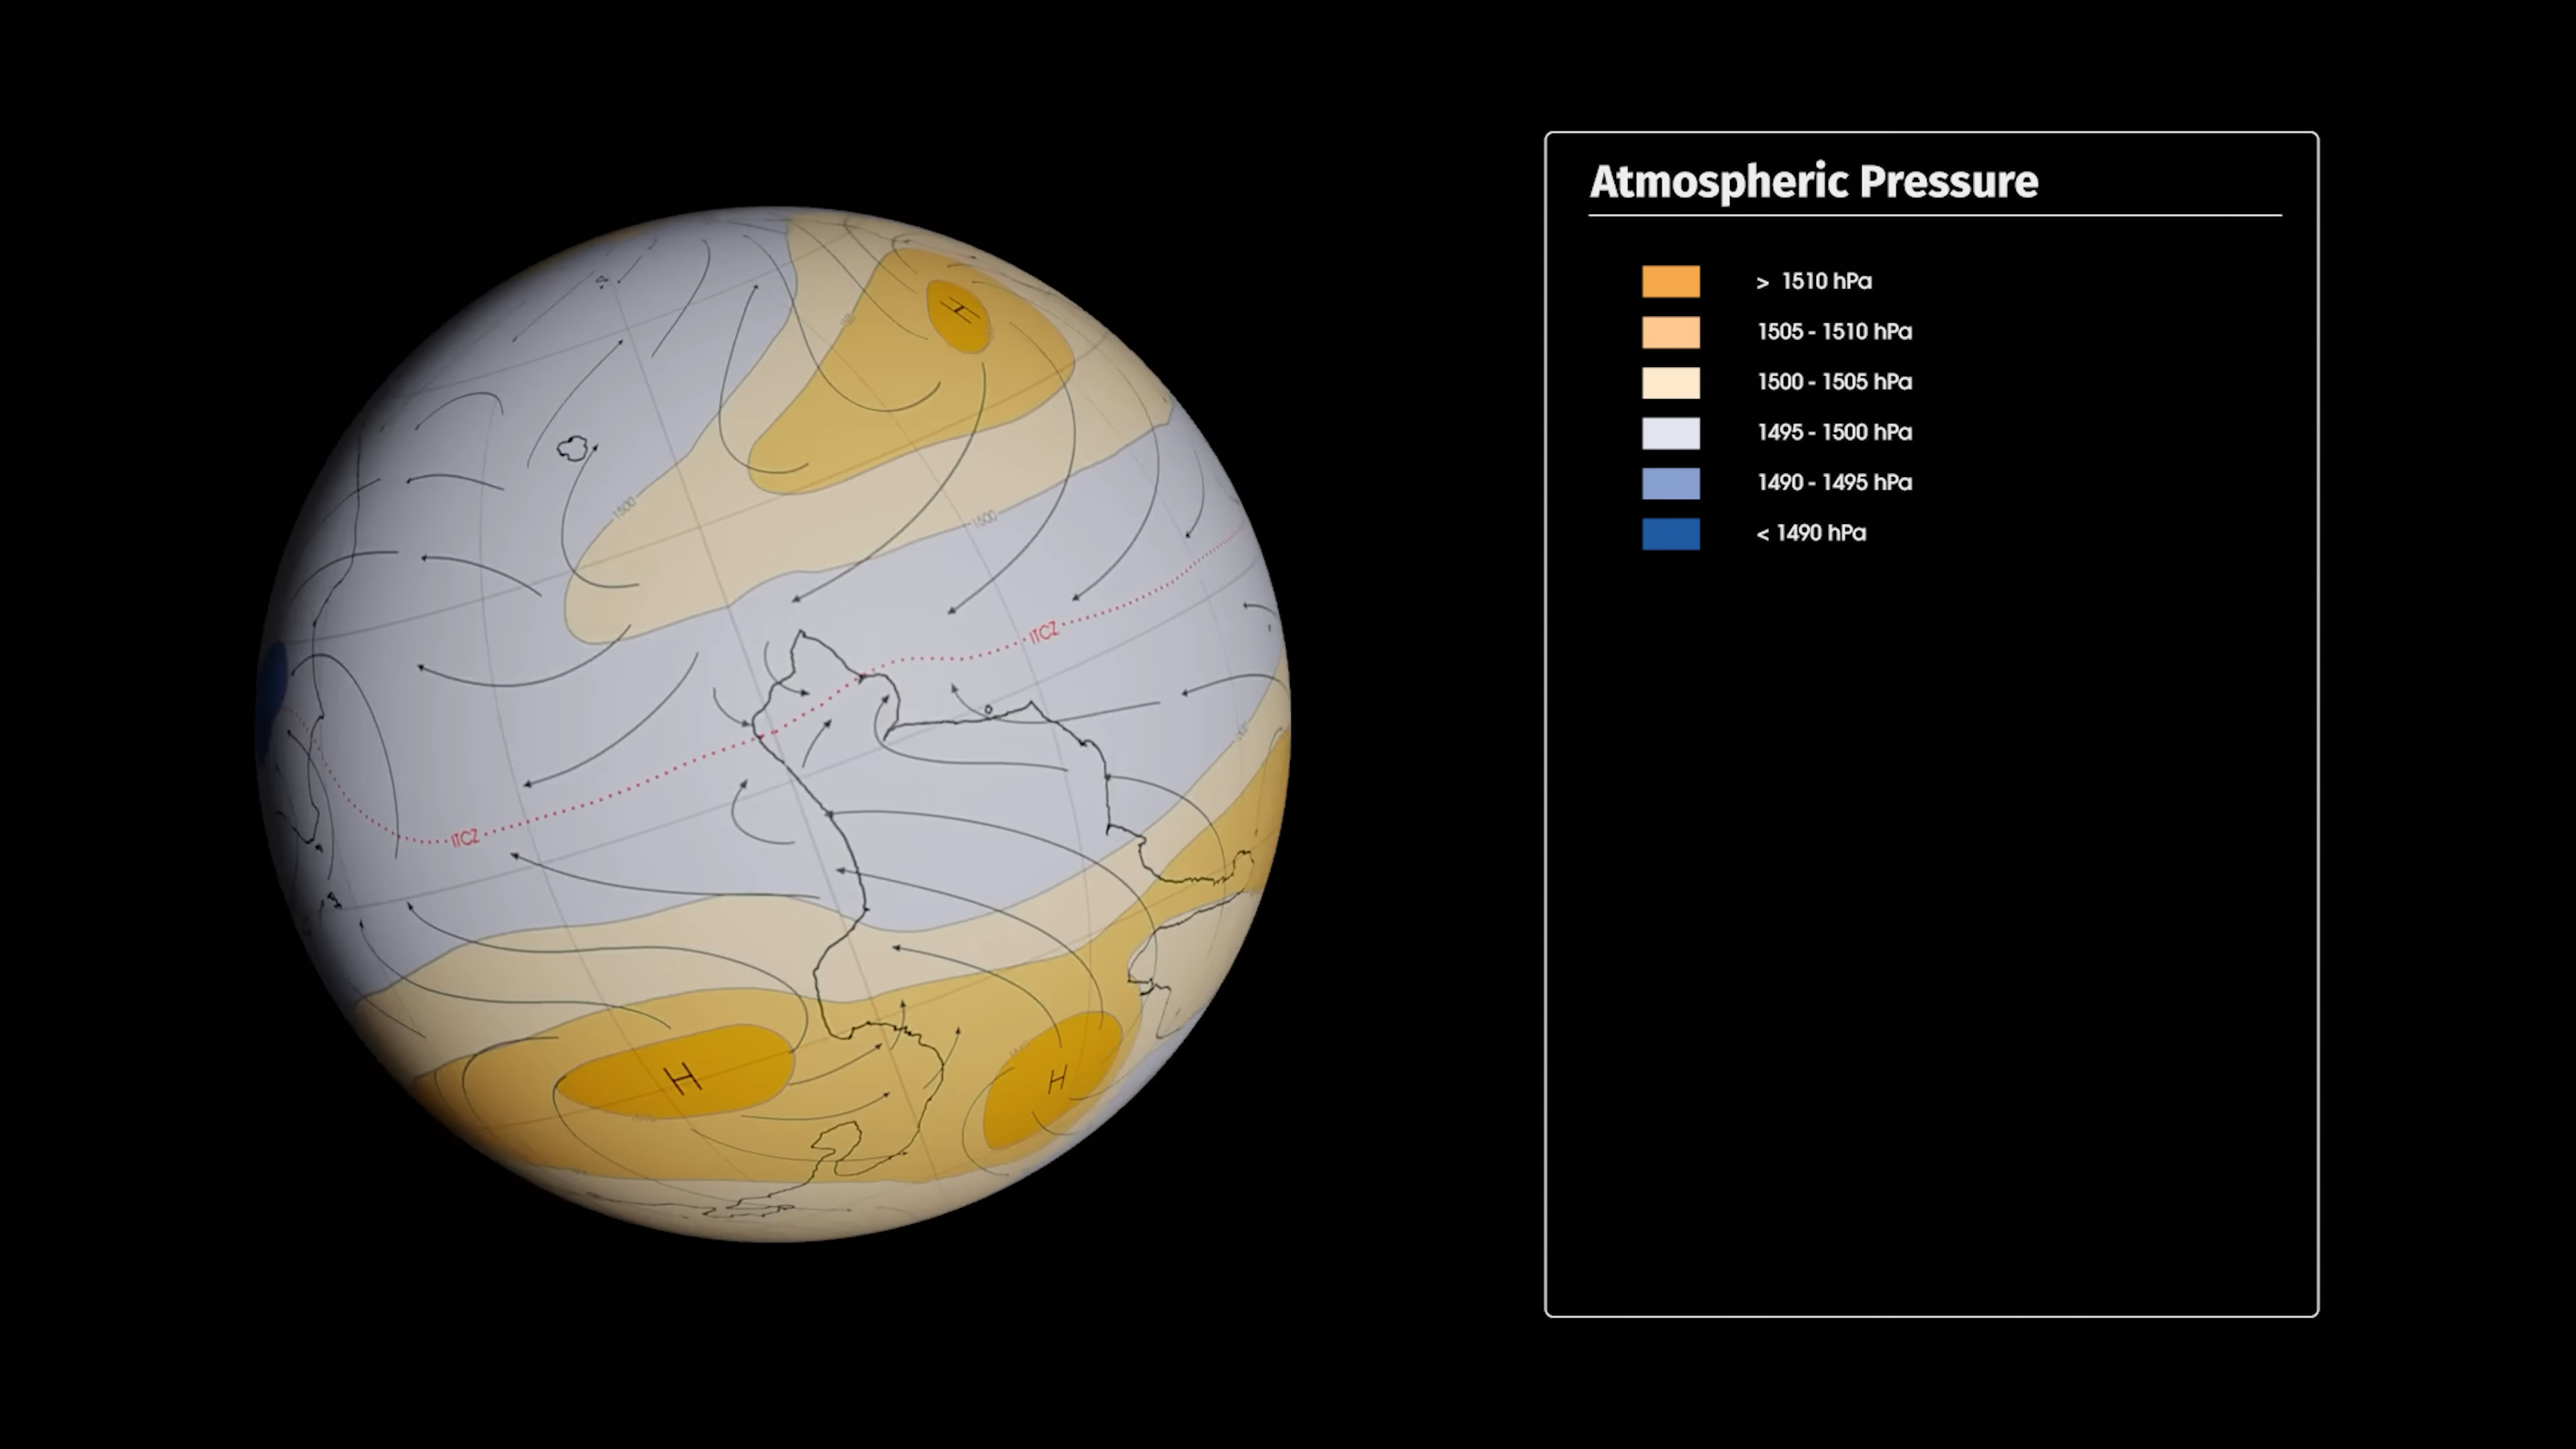 Atmospheric Pressure
> 1510 hPa
1505 - 1510 hPa
1500 - 1505 hPa
1495 - 1500 hPa
1490 - 1495 hPa
< 1490 hPa
H
1500
1500
ITCZ
ITCZ
H
H